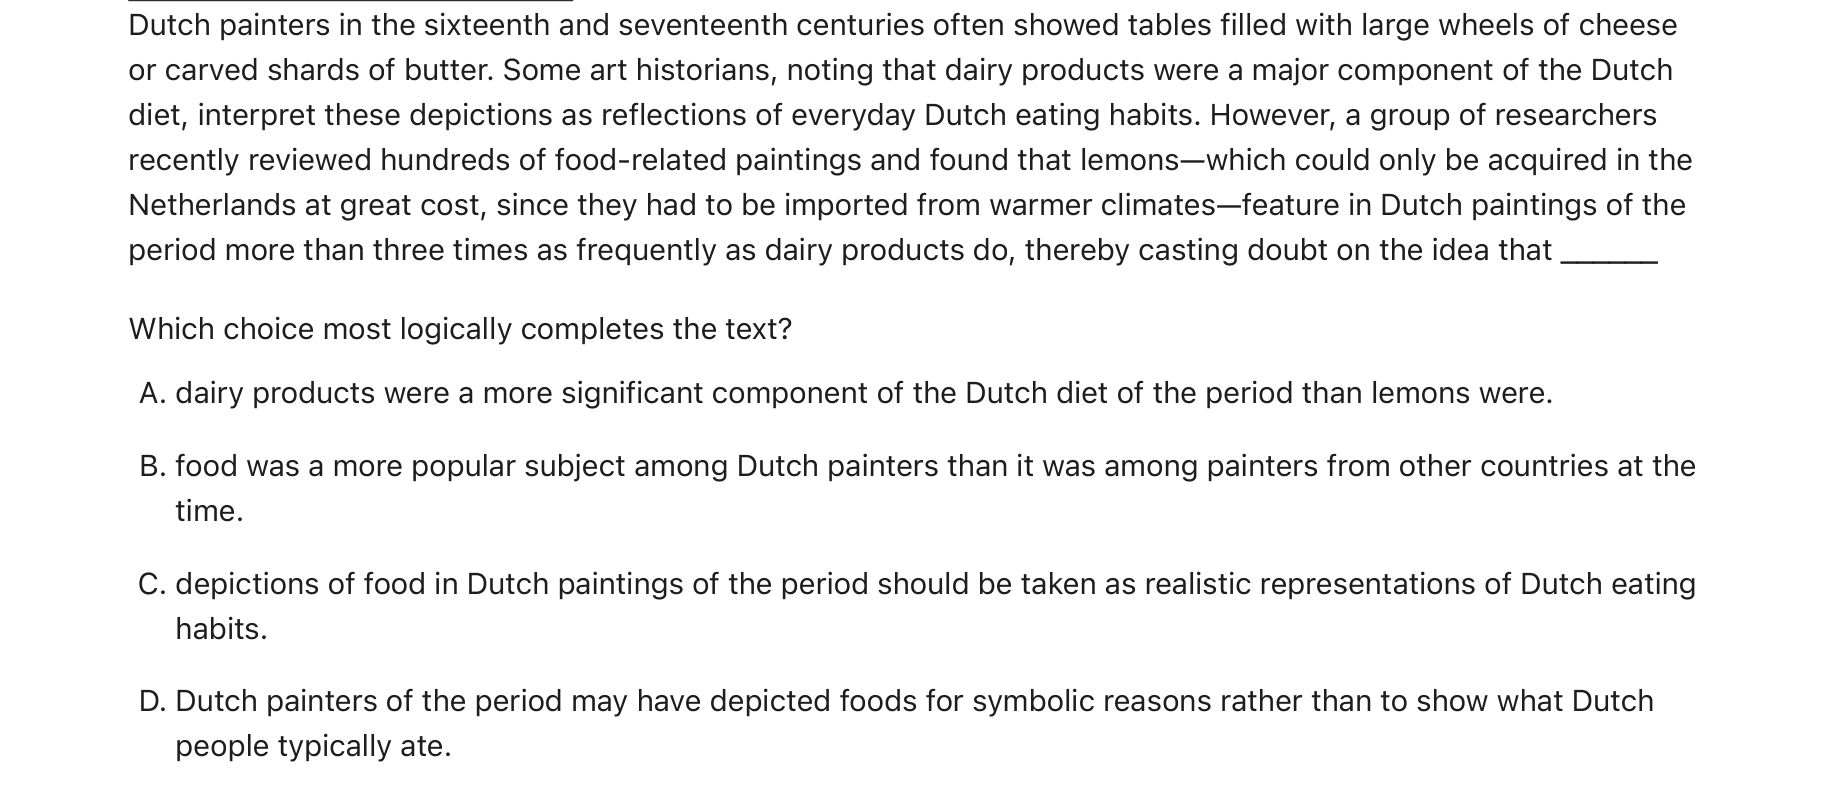 Dutch painters in the sixteenth and seventeenth centuries often showed tables filled with large wheels of cheese
or carved shards of butter. Some art historians, noting that dairy products were a major component of the Dutch
diet, interpret these depictions as reflections of everyday Dutch eating habits. However, a group of researchers
recently reviewed hundreds of food-related paintings and found that lemons—which could only be acquired in the
Netherlands at great cost, since they had to be imported from warmer climates—feature in Dutch paintings of the
period more than three times as frequently as dairy products do, thereby casting doubt on the idea that ______
Which choice most logically completes the text?
A. dairy products were a more significant component of the Dutch diet of the period than lemons were.
B. food was a more popular subject among Dutch painters than it was among painters from other countries at the
time.
C. depictions of food in Dutch paintings of the period should be taken as realistic representations of Dutch eating
habits.
D. Dutch painters of the period may have depicted foods for symbolic reasons rather than to show what Dutch
people typically ate.